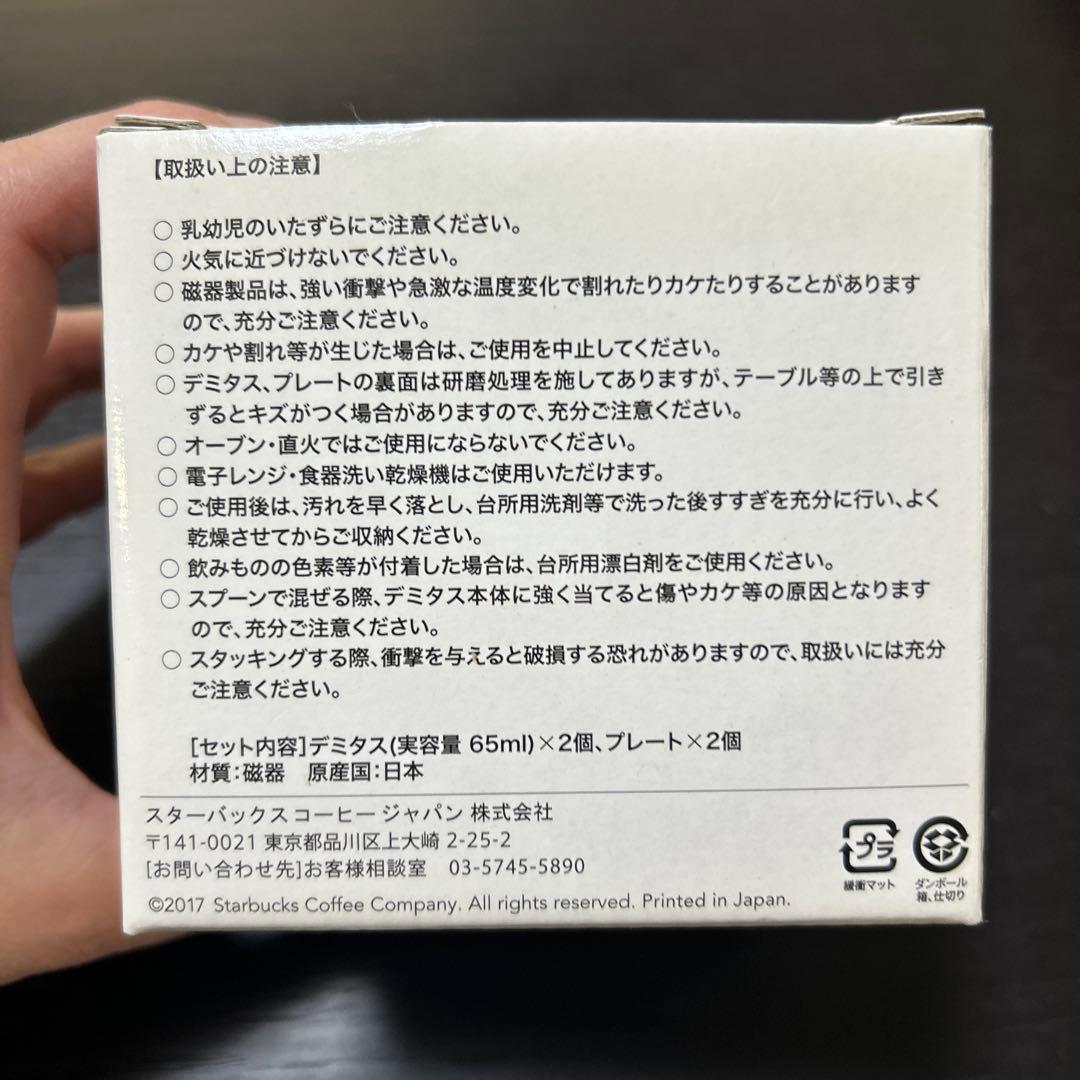 【取扱い上の注意】
○ 乳幼児のいたずらにご注意ください。
○ 火気に近づけないでください。
○ 磁器製品は、強い衝撃や急激な温度変化で割れたりカケたりすることがあります
ので、充分ご注意ください。
○ カケや割れ等が生じた場合は、ご使用を中止してください。
○ デミタス、プレートの裏面は研磨処理を施してありますが、テーブル等の上で引き
ずるとキズがつく場合がありますので、充分ご注意ください。
○ オーブン・直火ではご使用にならないでください。
○ 電子レンジ・食器洗い乾燥機はご使用いただけます。
○ ご使用後は、汚れを早く落とし、台所用洗剤等で洗った後すすぎを充分に行い、よく
乾燥させてからご収納ください。
○ 飲みものの色素等が付着した場合は、台所用漂白剤をご使用ください。
○ スプーンで混ぜる際、デミタス本体に強く当てると傷やカケ等の原因となります
ので、充分ご注意ください。
○ スタッキングする際、衝撃を与えると破損する恐れがありますので、取扱いには充分
ご注意ください。
[セット内容]デミタス(実容量 65ml)×2個、プレート×2個
材質：磁器　原産国：日本
スターバックス コーヒー ジャパン 株式会社
〒141-0021 東京都品川区上大崎 2-25-2
[お問い合わせ先]お客様相談室　03-5745-5890
©2017 Starbucks Coffee Company. All rights reserved. Printed in Japan.
プラ
緩衝マット
ダンボール
箱、仕切り